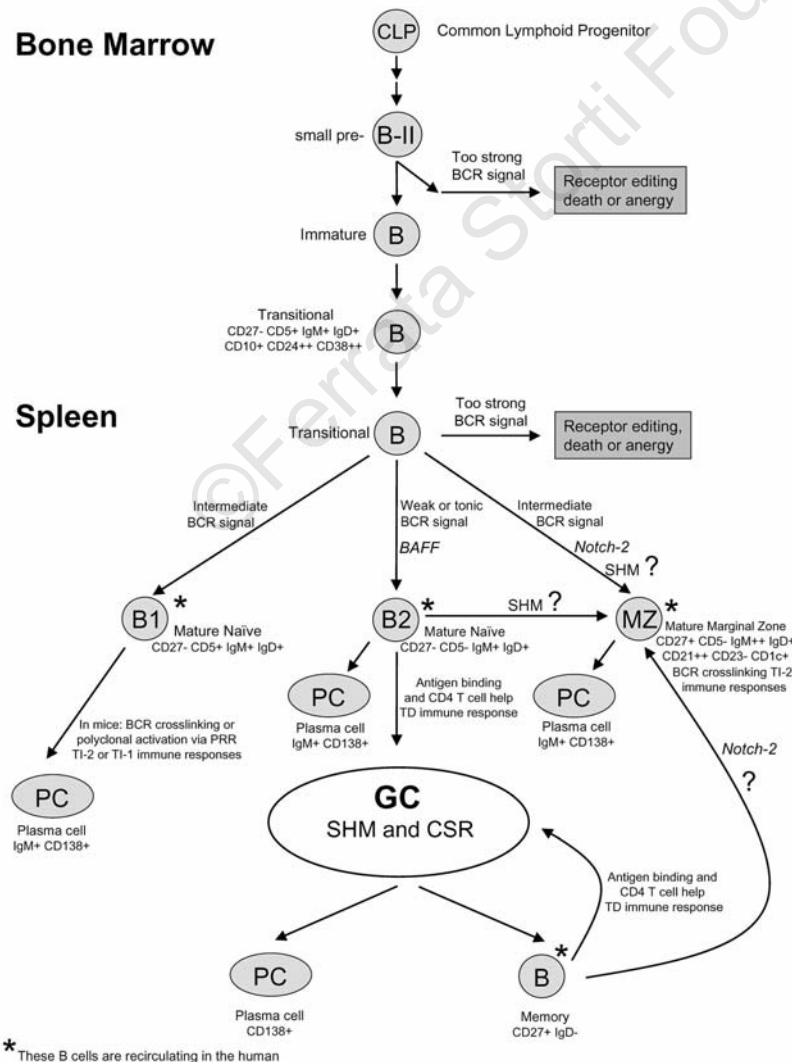 Bone Marrow
CLP
Common Lymphoid Progenitor
small pre-
B-II
Too strong
BCR signal
Receptor editing
death or anergy
Immature
B
Transitional
CD27- CD5+ IgM+ IgD+
CD10+ CD24++ CD38++
B
Spleen
Transitional
B
Too strong
BCR signal
Receptor editing,
death or anergy
Intermediate
BCR signal
Weak or tonic
BCR signal
BAFF
Intermediate
BCR signal
Notch-2
SHM ?
B1 *
Mature Naïve
CD27- CD5+ IgM+ IgD+
B2 *
Mature Naïve
CD27- CD5- IgM+ IgD+
SHM ?
MZ *
Mature Marginal Zone
CD27+ CD5- IgM++ IgD+
CD21++ CD23- CD1c+
BCR crosslinking TI-2
immune responses
PC
Plasma cell
IgM+ CD138+
Antigen binding
and CD4 T cell help
TD immune response
PC
Plasma cell
IgM+ CD138+
In mice: BCR crosslinking or
polyclonal activation via PRR
TI-2 or TI-1 immune responses
PC
Plasma cell
IgM+ CD138+
Notch-2
?
GC
SHM and CSR
Antigen binding and
CD4 T cell help
TD immune response
PC
Plasma cell
CD138+
B *
Memory
CD27+ IgD-
* These B cells are recirculating in the human
©Ferrata Storti Fou